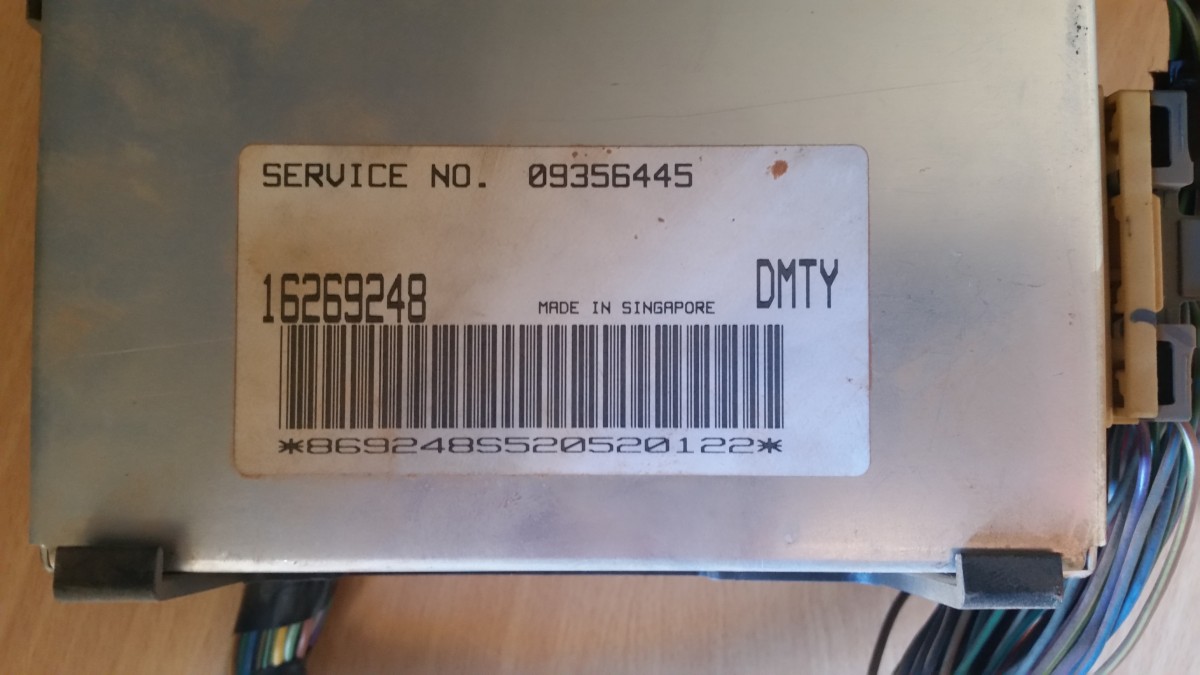 SERVICE NO. 09356445
16269248
MADE IN SINGAPORE
DMTY
*869248S520520122*